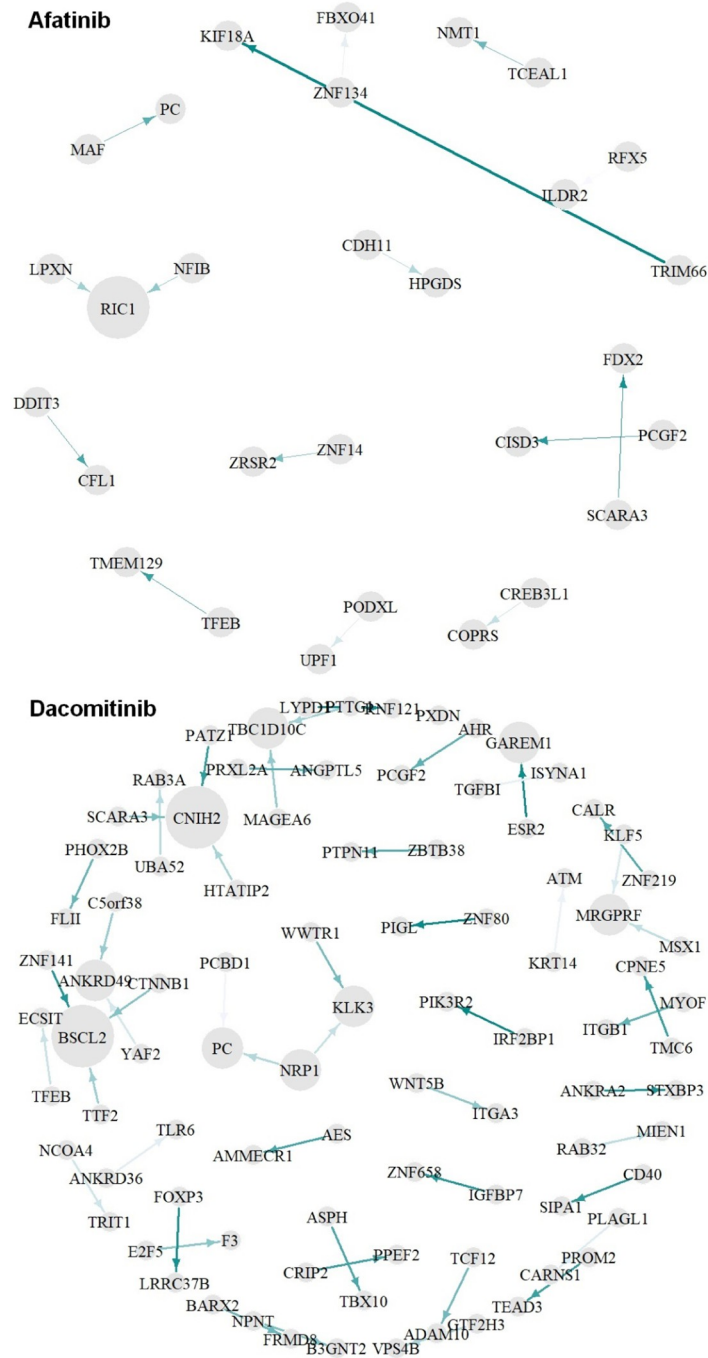 Afatinib
FBXO41
KIF18A
NMT1
TCEAL1
ZNF134
PC
MAF
RFX5
ILDR2
CDH11
LPXN
NFIB
TRIM66
HPGDS
RIC1
FDX2
DDIT3
PCGF2
CISD3
ZNF14
ZRSR2
CFL1
SCARA3
TMEM129
CREB3L1
PODXL
TFEB
COPRS
UPF1
Dacomitinib
LYPD1
PTTG1
RNF121
PXDN
TBC1D10C
AHR
PATZ1
GAREM1
PRXL2A
ANGPTL5
PCGF2
ISYNA1
RAB3A
TGFBI
CALR
SCARA3
CNIH2
MAGEA6
ESR2
KLF5
PHOX2B
PTPN11
ZBTB38
UBA52
ATM
ZNF219
HTATIP2
C5orf38
MRGPRF
FLII
PIGL
ZNF80
WWTR1
MSX1
ZNF141
PCBD1
KRT14
CPNE5
ANKRD49
CTNNB1
KLK3
PIK3R2
MYOF
ECSIT
ITGB1
BSCL2
IRF2BP1
PC
YAF2
TMC6
NRP1
WNT5B
ANKRA2
STXBP3
TFEB
ITGA3
TTF2
TLR6
AES
MIEN1
NCOA4
RAB32
AMMECR1
ZNF658
CD40
ANKRD36
IGFBP7
FOXP3
SIPA1
TRIT1
ASPH
PLAGL1
F3
E2F5
PPEF2
TCF12
PROM2
CRIP2
CARNS1
LRRC37B
TBX10
BARX2
TEAD3
NPNT
GTF2H3
FRMD8
ADAM10
B3GNT2
VPS4B